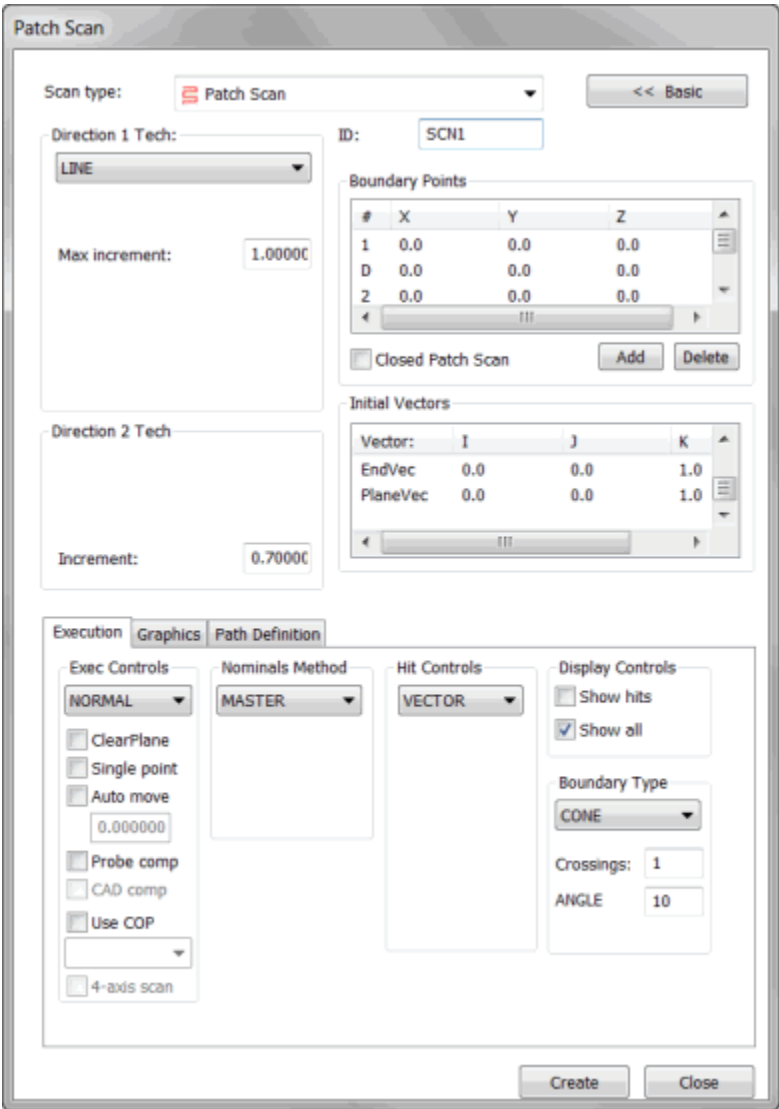 Patch Scan
Scan type: Patch Scan << Basic
Direction 1 Tech:
LINE
Max increment: 1.00000
ID: SCN1
Boundary Points
# X Y Z
1 0.0 0.0 0.0
D 0.0 0.0 0.0
2 0.0 0.0 0.0
Closed Patch Scan Add Delete
Direction 2 Tech
Increment: 0.70000
Initial Vectors
Vector: I J K
EndVec 0.0 0.0 1.0
PlaneVec 0.0 0.0 1.0
Execution Graphics Path Definition
Exec Controls
NORMAL
ClearPlane
Single point
Auto move
0.000000
Probe comp
CAD comp
Use COP
4-axis scan
Nominals Method
MASTER
Hit Controls
VECTOR
Display Controls
Show hits
Show all
Boundary Type
CONE
Crossings: 1
ANGLE 10
Create Close